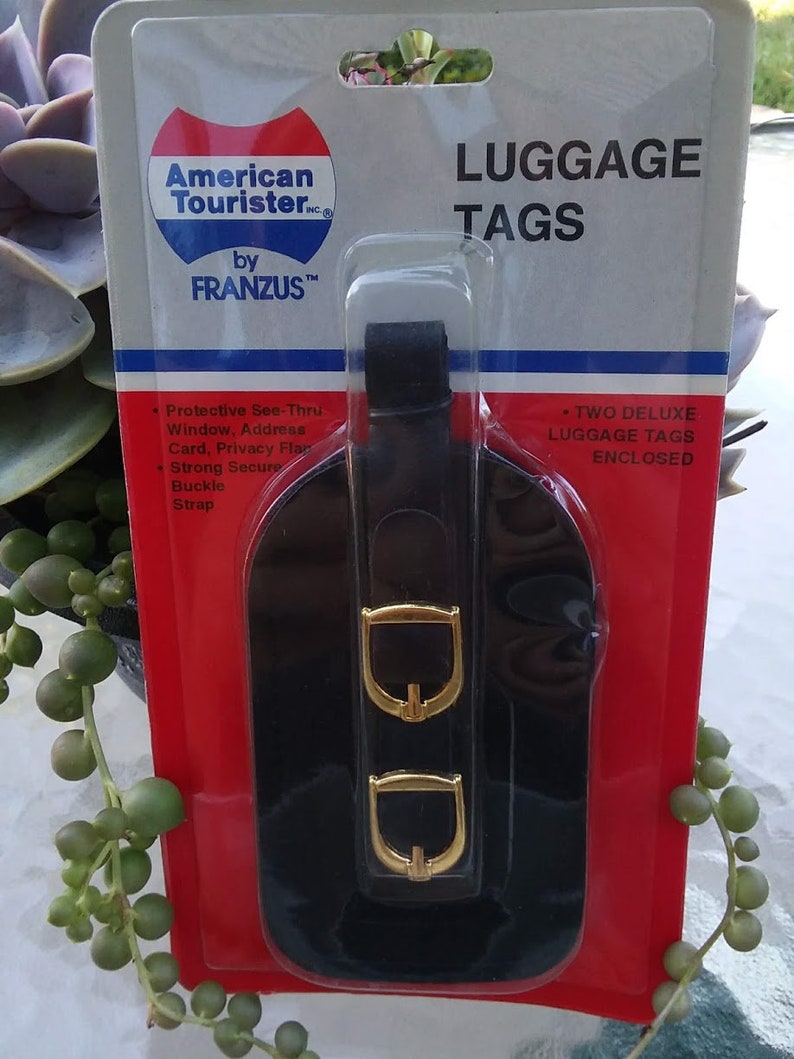 American
Tourister INC.®
by
FRANZUS™
LUGGAGE
TAGS
• Protective See-Thru
Window, Address
Card, Privacy Flap
• Strong Secure
Buckle
Strap
• TWO DELUXE
LUGGAGE TAGS
ENCLOSED